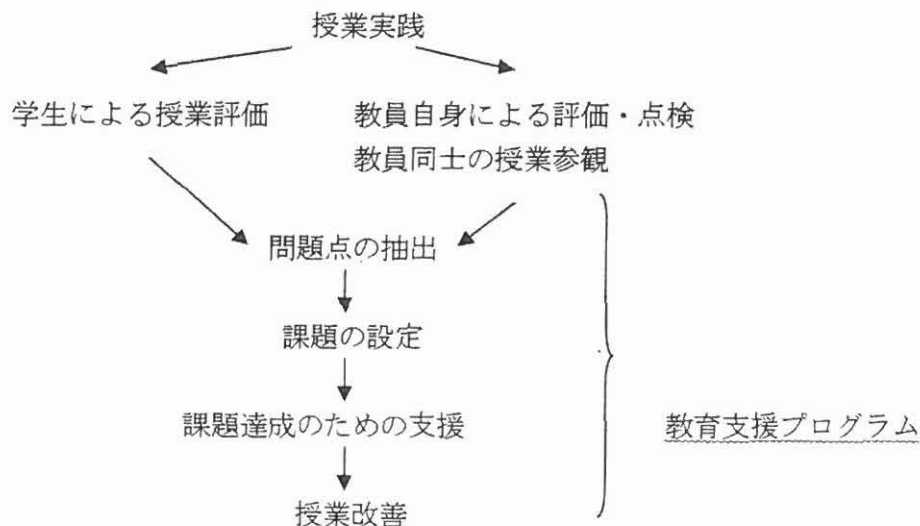 授業実践
学生による授業評価
教員自身による評価・点検
教員同士の授業参観
問題点の抽出
課題の設定
課題達成のための支援
教育支援プログラム
授業改善